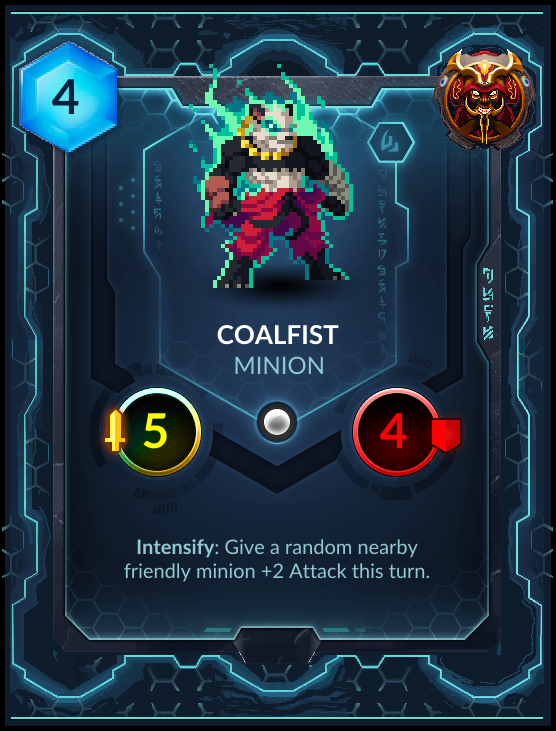 4
COALFIST
MINION
5
4
Intensify: Give a random nearby
friendly minion +2 Attack this turn.